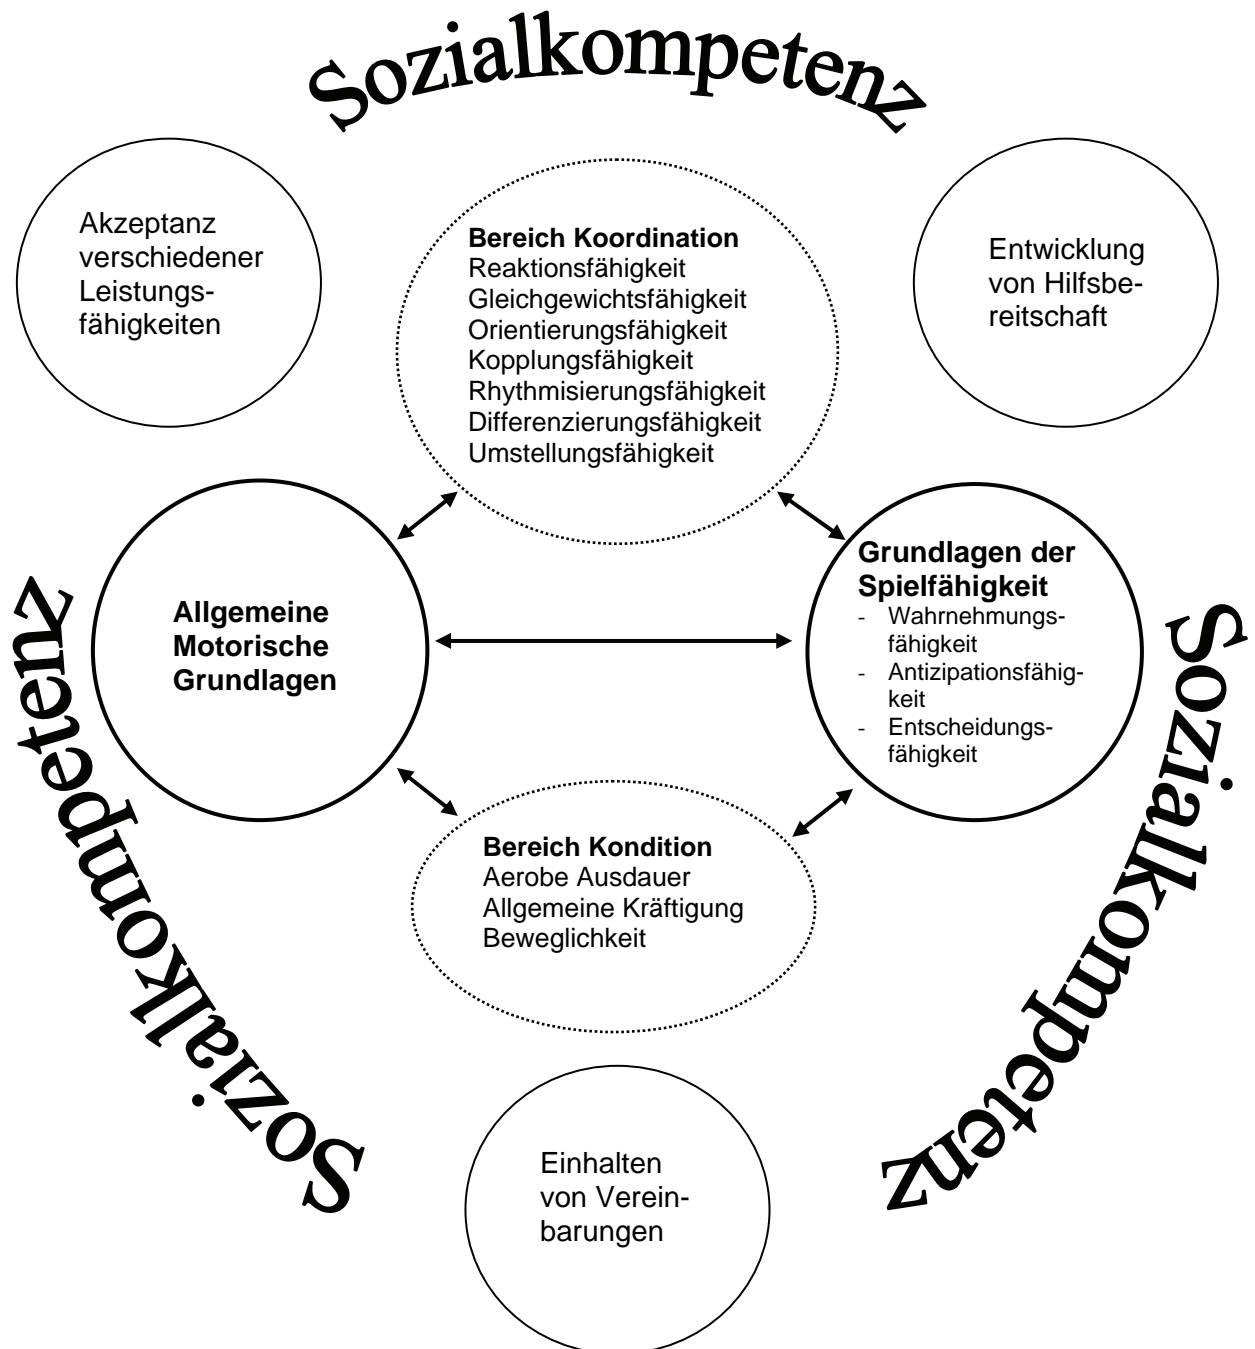 Sozialkompetenz
Akzeptanz
verschiedener
Leistungs-
fähigkeiten
Bereich Koordination
Reaktionsfähigkeit
Gleichgewichtsfähigkeit
Orientierungsfähigkeit
Kopplungsfähigkeit
Rhythmisierungsfähigkeit
Differenzierungsfähigkeit
Umstellungsfähigkeit
Entwicklung
von Hilfsbe-
reitschaft
Allgemeine
Motorische
Grundlagen
Grundlagen der
Spielfähigkeit
- Wahrnehmungs-
fähigkeit
- Antizipationsfähig-
keit
- Entscheidungs-
fähigkeit
Sozialkompetenz
Sozialkompetenz
Bereich Kondition
Aerobe Ausdauer
Allgemeine Kräftigung
Beweglichkeit
Einhalten
von Verein-
barungen